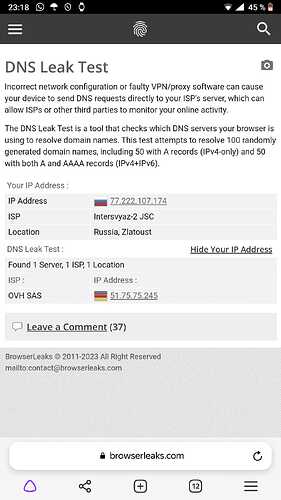 23:18
45 %
DNS Leak Test
Incorrect network configuration or faulty VPN/proxy software can cause
your device to send DNS requests directly to your ISP's server, which can
allow ISPs or other third parties to monitor your online activity.
The DNS Leak Test is a tool that checks which DNS servers your browser is
using to resolve domain names. This test attempts to resolve 100 randomly
generated domain names, including 50 with A records (IPv4-only) and 50
with both A and AAAA records (IPv4+IPv6).
Your IP Address :
IP Address 77.222.107.174
ISP Intersvyaz-2 JSC
Location Russia, Zlatoust
DNS Leak Test : Hide Your IP Address
Found 1 Server, 1 ISP, 1 Location
ISP : IP Address :
OVH SAS 51.75.75.245
Leave a Comment (37)
BrowserLeaks © 2011-2023 All Right Reserved
mailto:contact@browserleaks.com
browserleaks.com
12